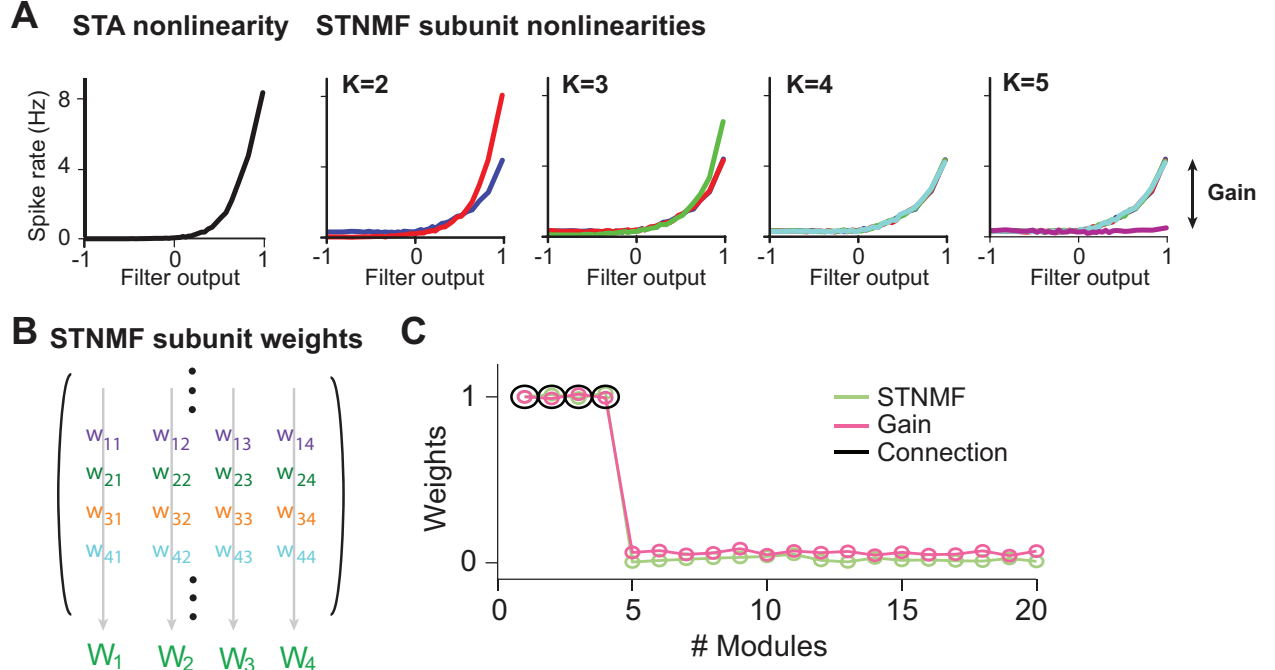 A STA nonlinearity STNMF subunit nonlinearities
K=2 K=3 K=4 K=5
Spike rate (Hz)
8
4
0
Gain
-1 0 1 -1 0 1 -1 0 1 -1 0 1 -1 0 1
Filter output Filter output Filter output Filter output Filter output
B STNMF subunit weights
w11 w12 w13 w14
w21 w22 w23 w24
w31 w32 w33 w34
w41 w42 w43 w44
W1 W2 W3 W4
C
Weights
1
0
STNMF
Gain
Connection
0 5 10 15 20
# Modules